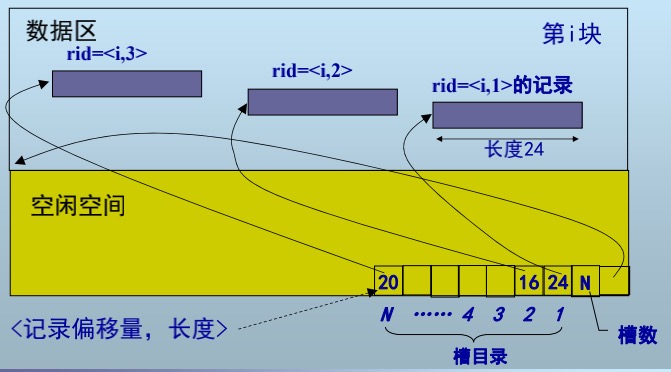 数据区
第i块
rid=<i,3>
rid=<i,2>
rid=<i,1>的记录
长度24
空闲空间
20 16 24 N
<记录偏移量，长度>
N …… 4 3 2 1
槽数
槽目录